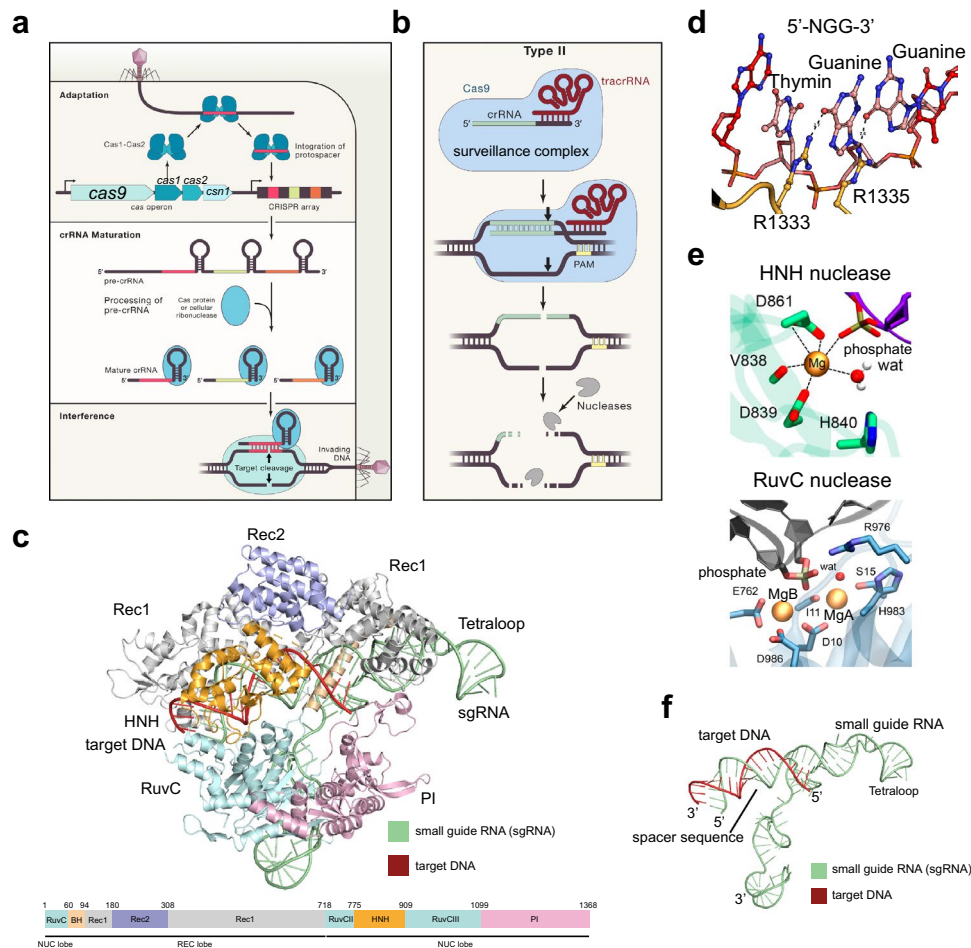 a
Adaptation
Cas1-Cas2
Integration of
protospacer
cas9
cas1
cas2
csn1
cas operon
CRISPR array
crRNA Maturation
5'
3'
pre-crRNA
Processing of
pre-crRNA
Cas protein
or cellular
ribonuclease
Mature crRNA
5'
3'
5'
3'
5'
3'
Interference
Invading
DNA
Target cleavage
b
Type II
Cas9
tracrRNA
crRNA
5'
3'
surveillance complex
PAM
Nucleases
c
Rec2
Rec1
Rec1
Tetraloop
sgRNA
HNH
target DNA
RuvC
PI
small guide RNA (sgRNA)
target DNA
1 60 94 180 308 718 775 909 1099 1368
RuvC BH Rec1 Rec2 Rec1 RuvCII HNH RuvCIII PI
NUC lobe REC lobe NUC lobe
d
5'-NGG-3'
Guanine
Guanine
Thymin
R1335
R1333
e
HNH nuclease
D861
phosphate
wat
Mg
V838
D839
H840
RuvC nuclease
R976
phosphate
wat
S15
E762
MgB
I11
MgA
H983
D10
D986
f
small guide RNA
target DNA
Tetraloop
5'
3'
5'
spacer sequence
3'
small guide RNA (sgRNA)
target DNA